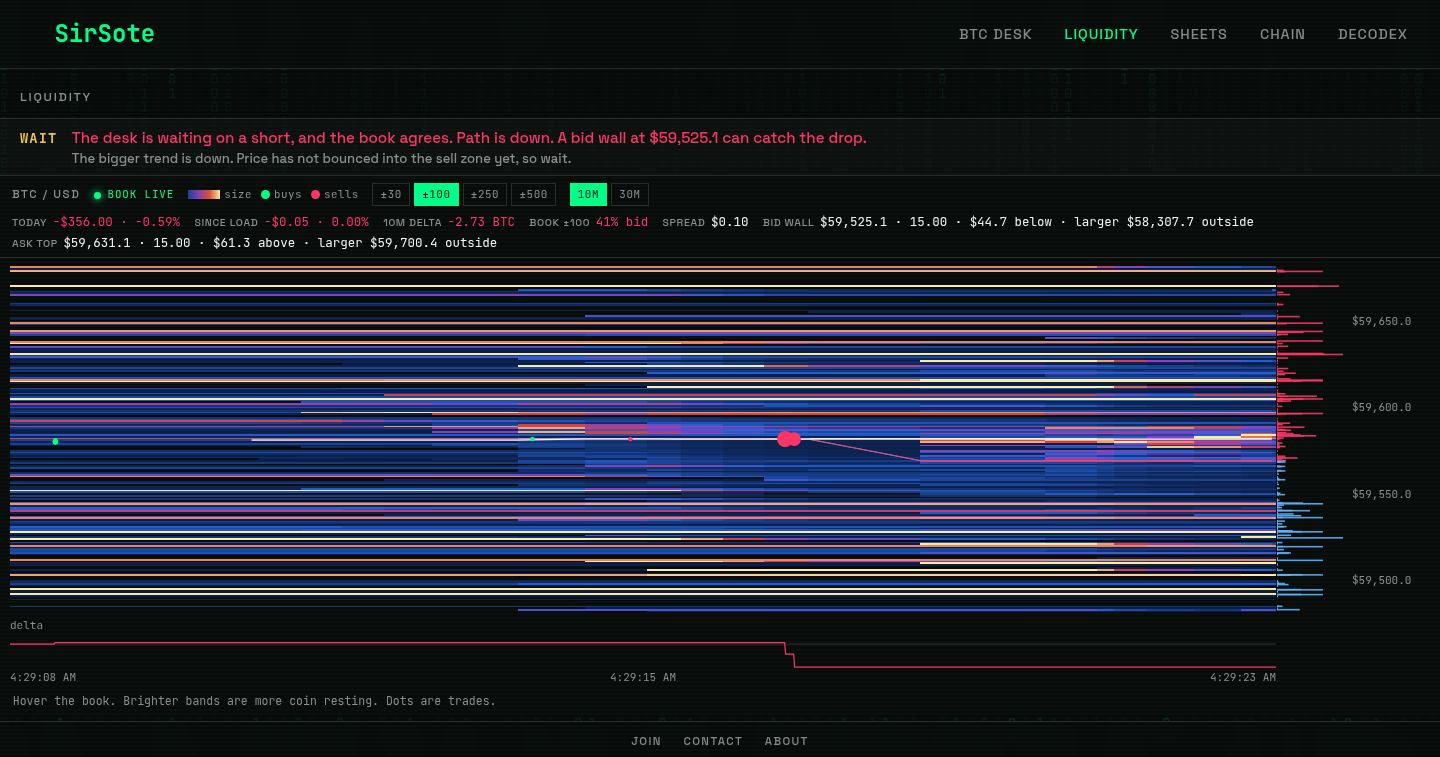 SirSote
BTC DESK LIQUIDITY SHEETS CHAIN DECODEX
LIQUIDITY
WAIT The desk is waiting on a short, and the book agrees. Path is down. A bid wall at $59,525.1 can catch the drop.
The bigger trend is down. Price has not bounced into the sell zone yet, so wait.
BTC / USD BOOK LIVE size buys sells ±30 ±100 ±250 ±500 10M 30M
TODAY -$356.00 · -0.59% SINCE LOAD -$0.05 · 0.00% 10M DELTA -2.73 BTC BOOK ±100 41% bid SPREAD $0.10 BID WALL $59,525.1 · 15.00 · $44.7 below · larger $58,307.7 outside
ASK TOP $59,631.1 · 15.00 · $61.3 above · larger $59,700.4 outside
$59,650.0
$59,600.0
$59,550.0
$59,500.0
delta
4:29:08 AM 4:29:15 AM 4:29:23 AM
Hover the book. Brighter bands are more coin resting. Dots are trades.
JOIN CONTACT ABOUT